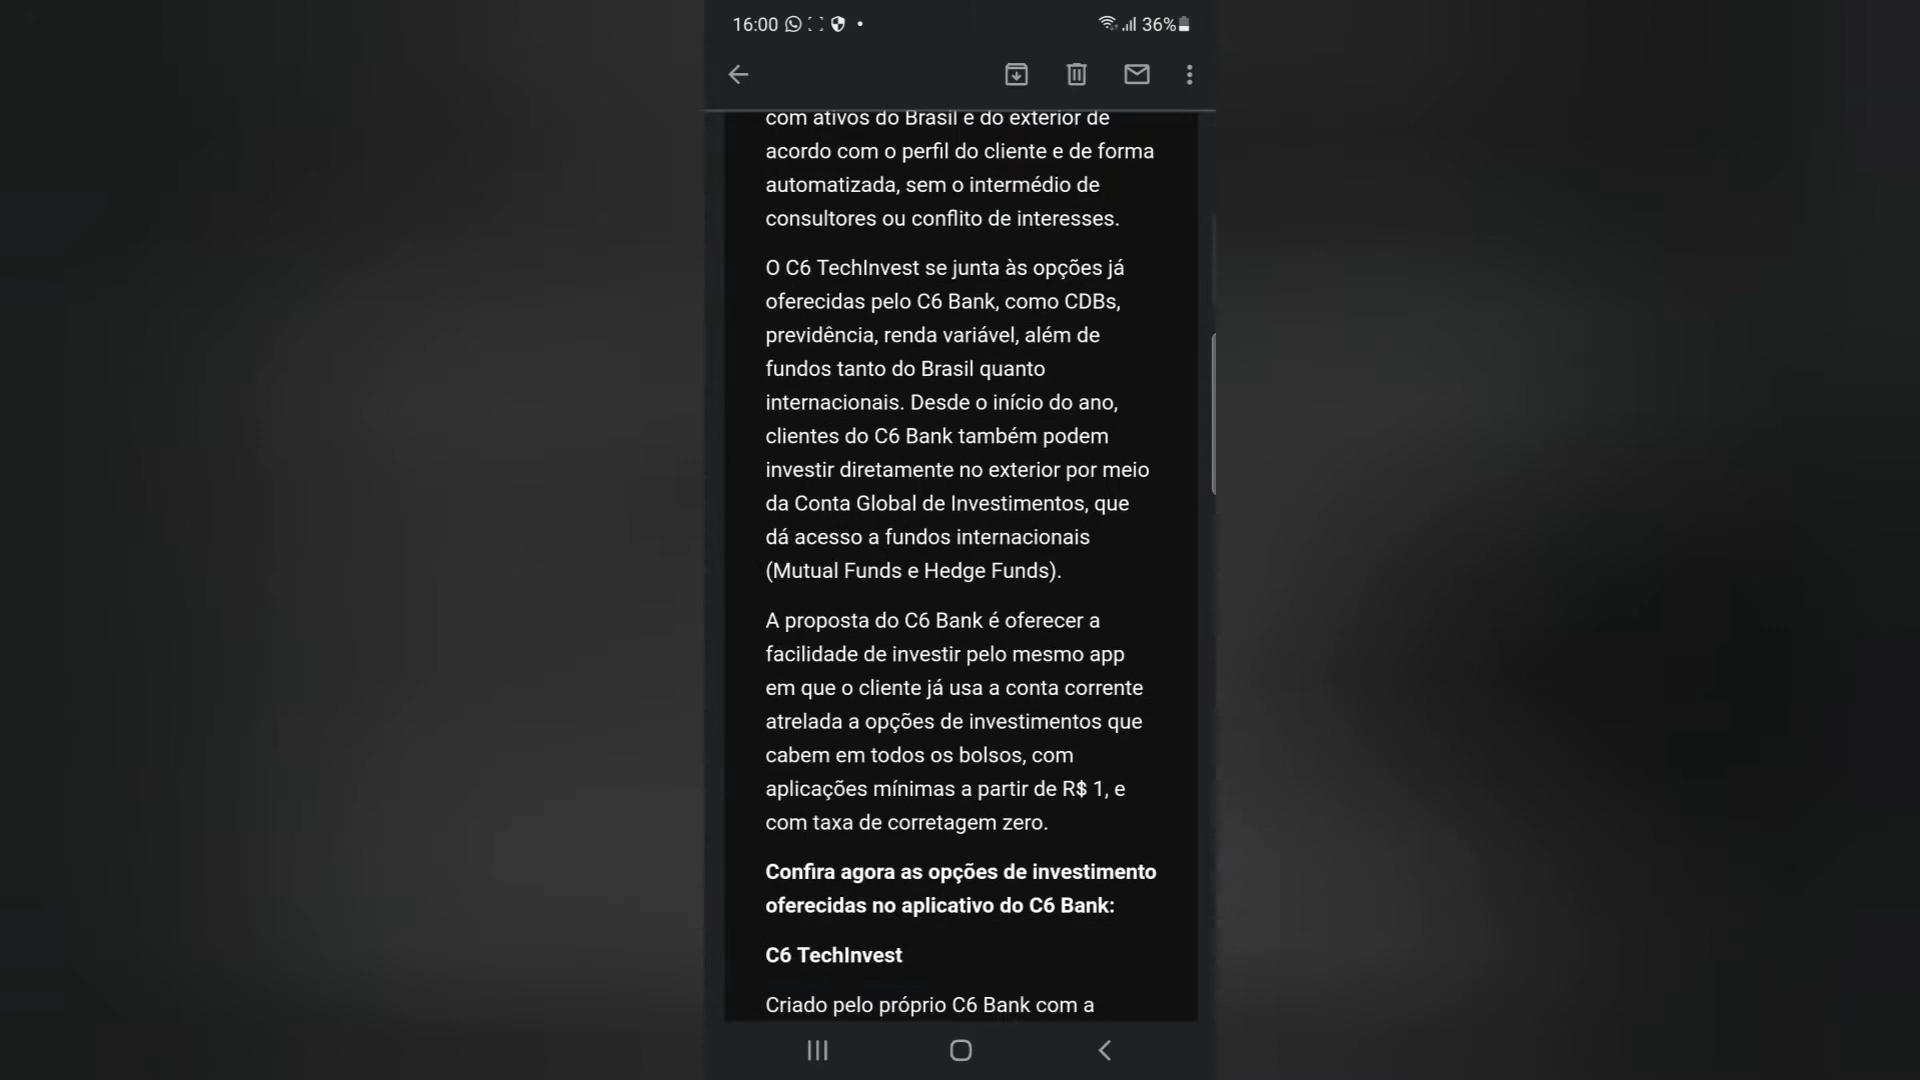 16:00
36%
com ativos do Brasil e do exterior de
acordo com o perfil do cliente e de forma
automatizada, sem o intermédio de
consultores ou conflito de interesses.
O C6 TechInvest se junta às opções já
oferecidas pelo C6 Bank, como CDBs,
previdência, renda variável, além de
fundos tanto do Brasil quanto
internacionais. Desde o início do ano,
clientes do C6 Bank também podem
investir diretamente no exterior por meio
da Conta Global de Investimentos, que
dá acesso a fundos internacionais
(Mutual Funds e Hedge Funds).
A proposta do C6 Bank é oferecer a
facilidade de investir pelo mesmo app
em que o cliente já usa a conta corrente
atrelada a opções de investimentos que
cabem em todos os bolsos, com
aplicações mínimas a partir de R$ 1, e
com taxa de corretagem zero.
Confira agora as opções de investimento
oferecidas no aplicativo do C6 Bank:
C6 TechInvest
Criado pelo próprio C6 Bank com a